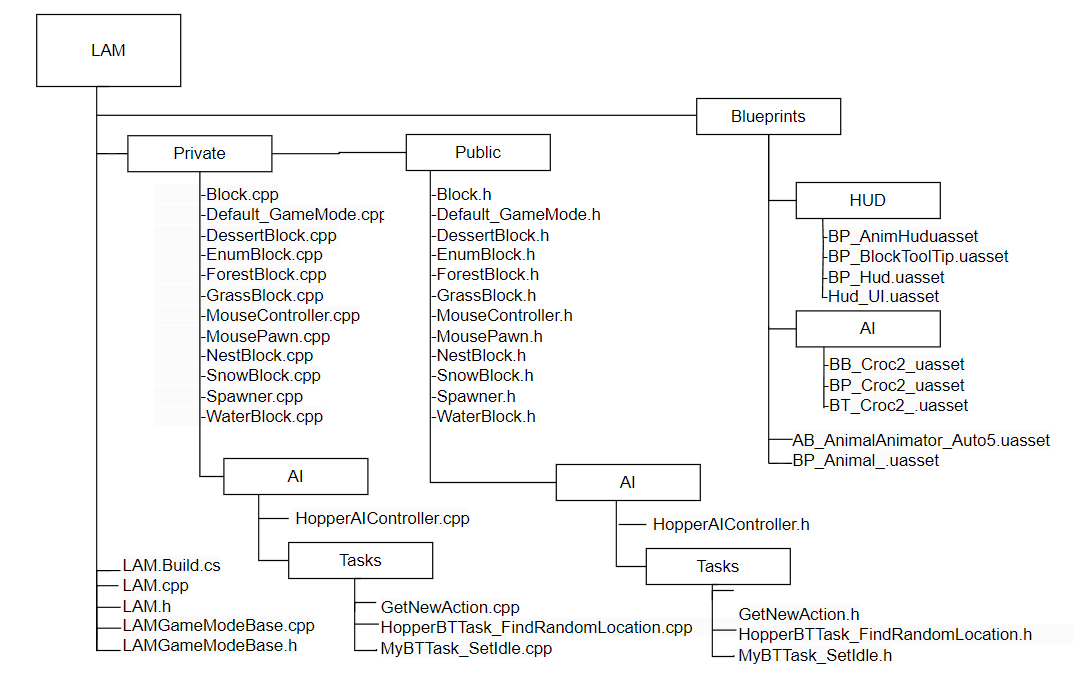 LAM
Blueprints
Private
Public
-Block.cpp
-Default_GameMode.cpp
-DessertBlock.cpp
-EnumBlock.cpp
-ForestBlock.cpp
-GrassBlock.cpp
-MouseController.cpp
-MousePawn.cpp
-NestBlock.cpp
-SnowBlock.cpp
-Spawner.cpp
-WaterBlock.cpp
-Block.h
-Default_GameMode.h
-DessertBlock.h
-EnumBlock.h
-ForestBlock.h
-GrassBlock.h
-MouseController.h
-MousePawn.h
-NestBlock.h
-SnowBlock.h
-Spawner.h
-WaterBlock.h
HUD
-BP_AnimHuduasset
-BP_BlockToolTip.uasset
-BP_Hud.uasset
-Hud_UI.uasset
AI
-BB_Croc2_uasset
-BP_Croc2_uasset
-BT_Croc2_.uasset
AB_AnimalAnimator_Auto5.uasset
BP_Animal_.uasset
AI
HopperAIController.cpp
Tasks
GetNewAction.cpp
HopperBTTask_FindRandomLocation.cpp
MyBTTask_SetIdle.cpp
AI
HopperAIController.h
Tasks
GetNewAction.h
HopperBTTask_FindRandomLocation.h
MyBTTask_SetIdle.h
LAM.Build.cs
LAM.cpp
LAM.h
LAMGameModeBase.cpp
LAMGameModeBase.h